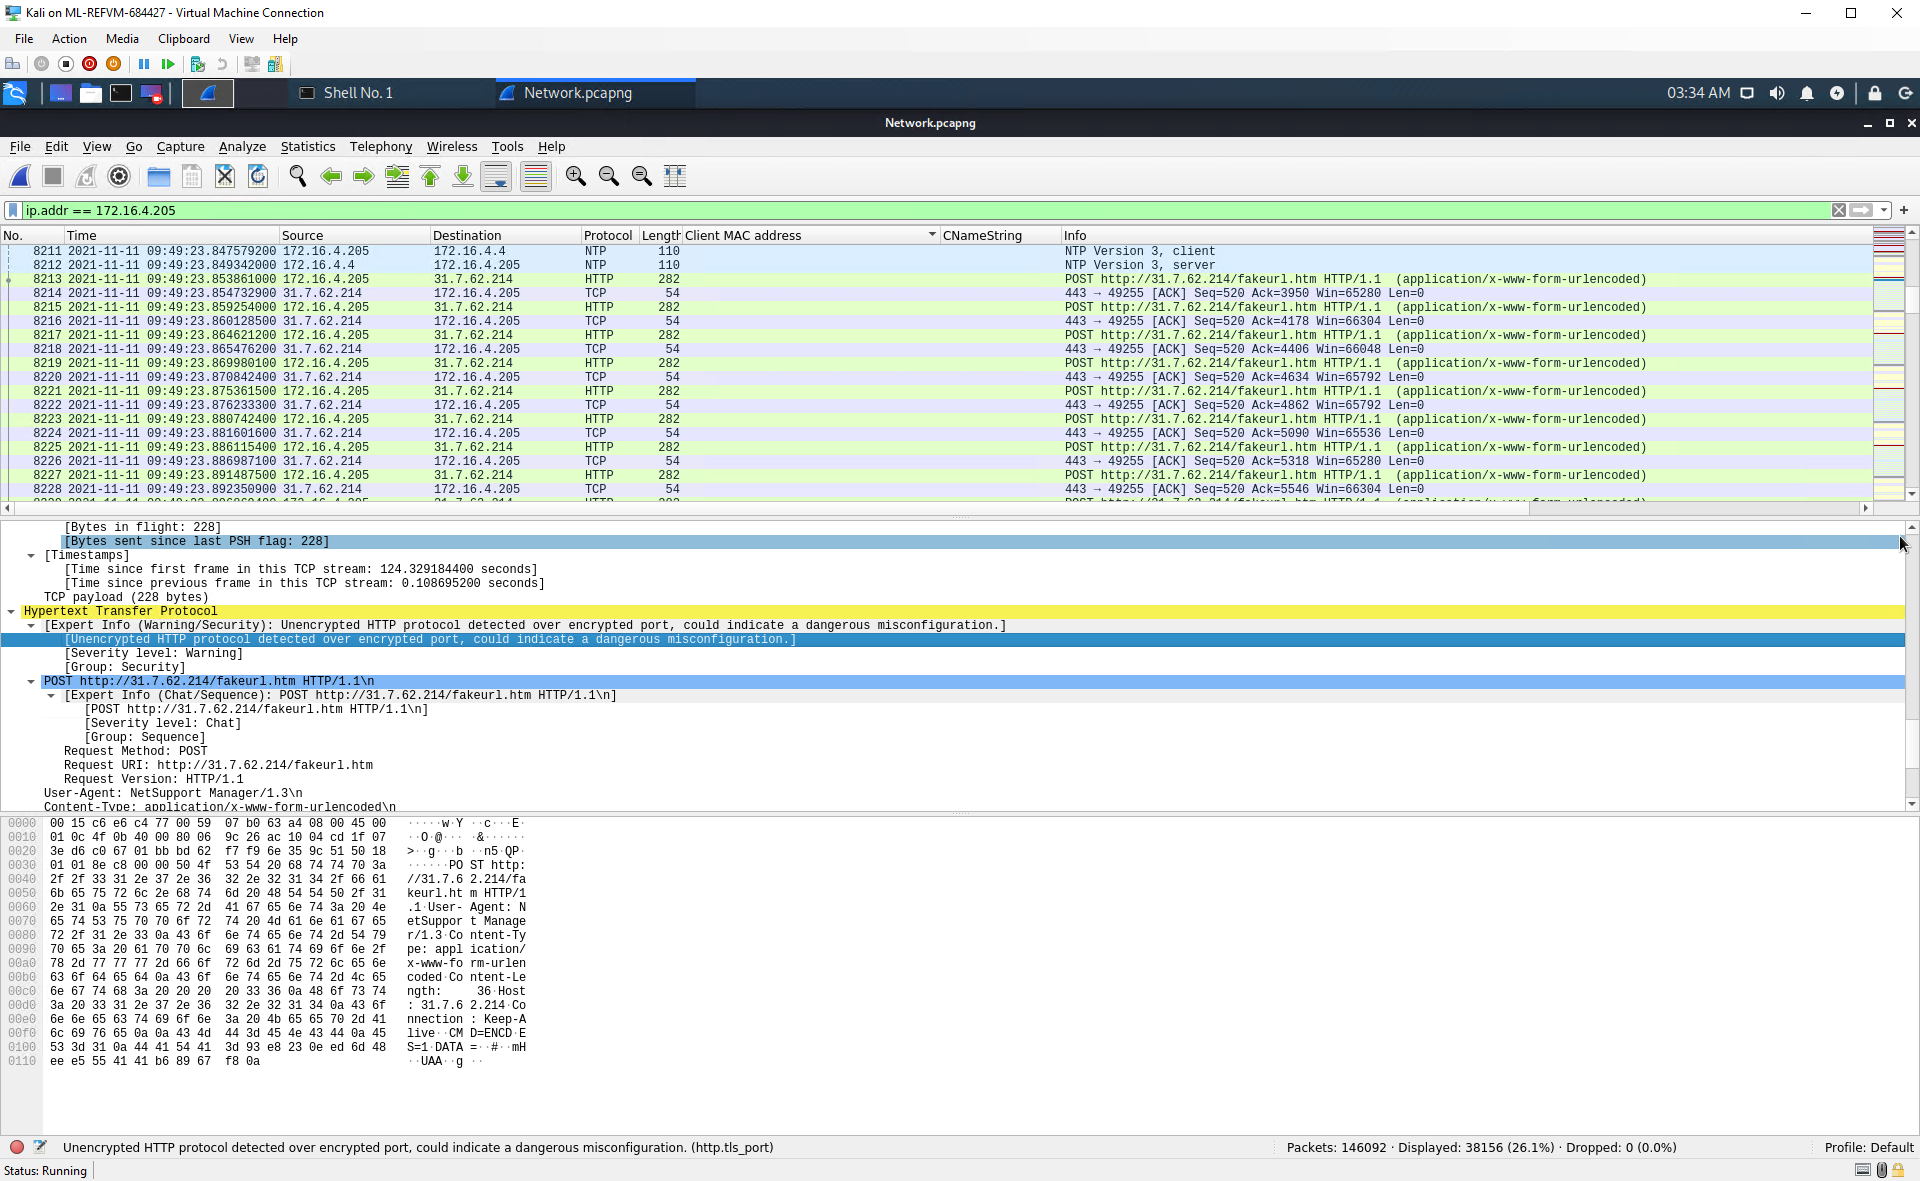 Kali on ML-REFVM-684427 - Virtual Machine Connection
File Action Media Clipboard View Help
Shell No. 1 Network.pcapng 03:34 AM
Network.pcapng
File Edit View Go Capture Analyze Statistics Telephony Wireless Tools Help
ip.addr == 172.16.4.205
No. Time Source Destination Protocol Length Client MAC address CNameString Info
8211 2021-11-11 09:49:23.847579200 172.16.4.205 172.16.4.4 NTP 110 NTP Version 3, client
8212 2021-11-11 09:49:23.849342000 172.16.4.4 172.16.4.205 NTP 110 NTP Version 3, server
8213 2021-11-11 09:49:23.853861000 172.16.4.205 31.7.62.214 HTTP 282 POST http://31.7.62.214/fakeurl.htm HTTP/1.1 (application/x-www-form-urlencoded)
8214 2021-11-11 09:49:23.854732900 31.7.62.214 172.16.4.205 TCP 54 443 → 49255 [ACK] Seq=520 Ack=3950 Win=65280 Len=0
8215 2021-11-11 09:49:23.859254000 172.16.4.205 31.7.62.214 HTTP 282 POST http://31.7.62.214/fakeurl.htm HTTP/1.1 (application/x-www-form-urlencoded)
8216 2021-11-11 09:49:23.860128500 31.7.62.214 172.16.4.205 TCP 54 443 → 49255 [ACK] Seq=520 Ack=4178 Win=66304 Len=0
8217 2021-11-11 09:49:23.864621200 172.16.4.205 31.7.62.214 HTTP 282 POST http://31.7.62.214/fakeurl.htm HTTP/1.1 (application/x-www-form-urlencoded)
8218 2021-11-11 09:49:23.865476200 31.7.62.214 172.16.4.205 TCP 54 443 → 49255 [ACK] Seq=520 Ack=4406 Win=66048 Len=0
8219 2021-11-11 09:49:23.869980100 172.16.4.205 31.7.62.214 HTTP 282 POST http://31.7.62.214/fakeurl.htm HTTP/1.1 (application/x-www-form-urlencoded)
8220 2021-11-11 09:49:23.870842400 31.7.62.214 172.16.4.205 TCP 54 443 → 49255 [ACK] Seq=520 Ack=4634 Win=65792 Len=0
8221 2021-11-11 09:49:23.875361500 172.16.4.205 31.7.62.214 HTTP 282 POST http://31.7.62.214/fakeurl.htm HTTP/1.1 (application/x-www-form-urlencoded)
8222 2021-11-11 09:49:23.876233300 31.7.62.214 172.16.4.205 TCP 54 443 → 49255 [ACK] Seq=520 Ack=4862 Win=65792 Len=0
8223 2021-11-11 09:49:23.880742400 172.16.4.205 31.7.62.214 HTTP 282 POST http://31.7.62.214/fakeurl.htm HTTP/1.1 (application/x-www-form-urlencoded)
8224 2021-11-11 09:49:23.881601600 31.7.62.214 172.16.4.205 TCP 54 443 → 49255 [ACK] Seq=520 Ack=5090 Win=65536 Len=0
8225 2021-11-11 09:49:23.886115400 172.16.4.205 31.7.62.214 HTTP 282 POST http://31.7.62.214/fakeurl.htm HTTP/1.1 (application/x-www-form-urlencoded)
8226 2021-11-11 09:49:23.886987100 31.7.62.214 172.16.4.205 TCP 54 443 → 49255 [ACK] Seq=520 Ack=5318 Win=65280 Len=0
8227 2021-11-11 09:49:23.891487500 172.16.4.205 31.7.62.214 HTTP 282 POST http://31.7.62.214/fakeurl.htm HTTP/1.1 (application/x-www-form-urlencoded)
8228 2021-11-11 09:49:23.892350900 31.7.62.214 172.16.4.205 TCP 54 443 → 49255 [ACK] Seq=520 Ack=5546 Win=66304 Len=0
[Bytes in flight: 228]
[Bytes sent since last PSH flag: 228]
[Timestamps]
[Time since first frame in this TCP stream: 124.329184400 seconds]
[Time since previous frame in this TCP stream: 0.108695200 seconds]
TCP payload (228 bytes)
Hypertext Transfer Protocol
[Expert Info (Warning/Security): Unencrypted HTTP protocol detected over encrypted port, could indicate a dangerous misconfiguration.]
[Unencrypted HTTP protocol detected over encrypted port, could indicate a dangerous misconfiguration.]
[Severity level: Warning]
[Group: Security]
POST http://31.7.62.214/fakeurl.htm HTTP/1.1\n
[Expert Info (Chat/Sequence): POST http://31.7.62.214/fakeurl.htm HTTP/1.1\n]
[POST http://31.7.62.214/fakeurl.htm HTTP/1.1\n]
[Severity level: Chat]
[Group: Sequence]
Request Method: POST
Request URI: http://31.7.62.214/fakeurl.htm
Request Version: HTTP/1.1
User-Agent: NetSupport Manager/1.3\n
Content-Type: application/x-www-form-urlencoded\n
0000 00 15 c6 e6 c4 77 00 59 07 b0 63 a4 08 00 45 00 ·····w·Y ··c···E·
0010 01 0c 4f 0b 40 00 80 06 9c 26 ac 10 04 cd 1f 07 ··O·@··· ·&······
0020 3e d6 c0 67 01 bb bd 62 f7 f9 6e 35 9c 51 50 18 >··g···b ··n5·QP·
0030 01 01 8e c8 00 00 50 4f 53 54 20 68 74 74 70 3a ······PO ST http:
0040 2f 2f 33 31 2e 37 2e 36 32 2e 32 31 34 2f 66 61 //31.7.6 2.214/fa
0050 6b 65 75 72 6c 2e 68 74 6d 20 48 54 54 50 2f 31 keurl.ht m HTTP/1
0060 2e 31 0a 55 73 65 72 2d 41 67 65 6e 74 3a 20 4e .1·User- Agent: N
0070 65 74 53 75 70 70 6f 72 74 20 4d 61 6e 61 67 65 etSuppor t Manage
0080 72 2f 31 2e 33 0a 43 6f 6e 74 65 6e 74 2d 54 79 r/1.3·Co ntent-Ty
0090 70 65 3a 20 61 70 70 6c 69 63 61 74 69 6f 6e 2f pe: appl ication/
00a0 78 2d 77 77 77 2d 66 6f 72 6d 2d 75 72 6c 65 6e x-www-fo rm-urlen
00b0 63 6f 64 65 64 0a 43 6f 6e 74 65 6e 74 2d 4c 65 coded·Co ntent-Le
00c0 6e 67 74 68 3a 20 20 20 20 33 36 0a 48 6f 73 74 ngth: 36·Host
00d0 3a 20 33 31 2e 37 2e 36 32 2e 32 31 34 0a 43 6f : 31.7.6 2.214·Co
00e0 6e 6e 65 63 74 69 6f 6e 3a 20 4b 65 65 70 2d 41 nnection : Keep-A
00f0 6c 69 76 65 0a 0a 43 4d 44 3d 45 4e 43 44 0a 45 live··CM D=ENCD·E
0100 53 3d 31 0a 44 41 54 41 3d 93 e8 23 0e ed 6d 48 S=1·DATA =··#··mH
0110 ee e5 55 41 41 b6 89 67 f8 0a ··UAA··g ··
Unencrypted HTTP protocol detected over encrypted port, could indicate a dangerous misconfiguration. (http.tls_port) Packets: 146092 · Displayed: 38156 (26.1%) · Dropped: 0 (0.0%) Profile: Default
Status: Running